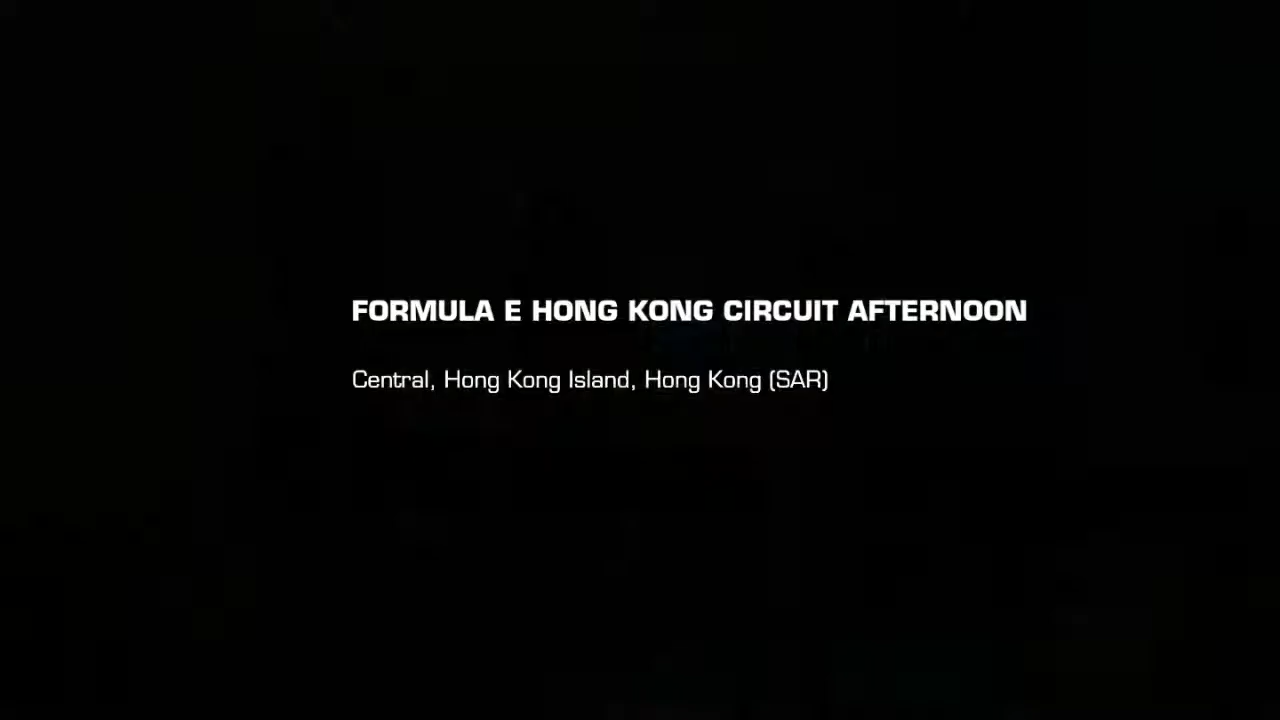 FORMULA E HONG KONG CIRCUIT AFTERNOON
Central, Hong Kong Island, Hong Kong (SAR)